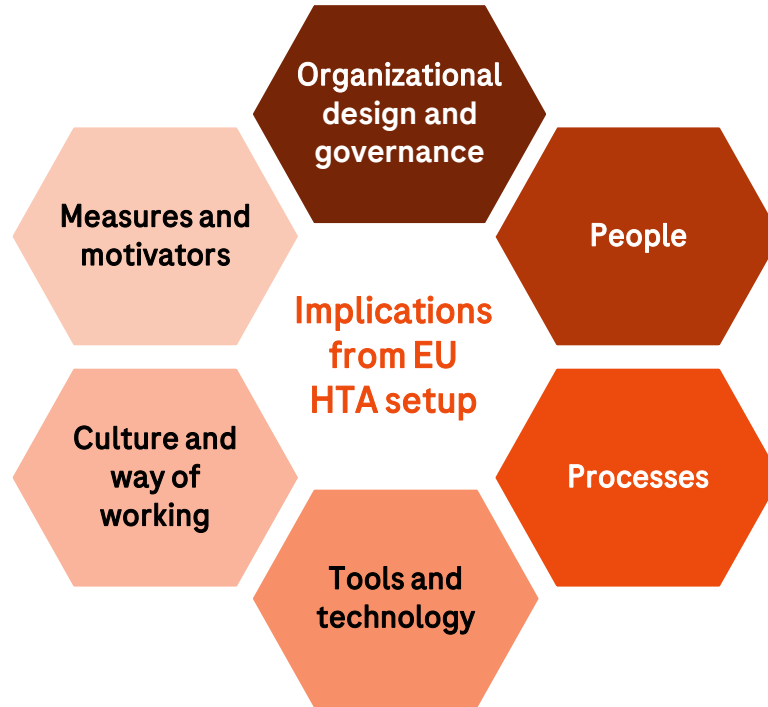 Organizational
design and
governance
People
Processes
Tools and
technology
Culture and
way of
working
Measures and
motivators
Implications
from EU
HTA setup